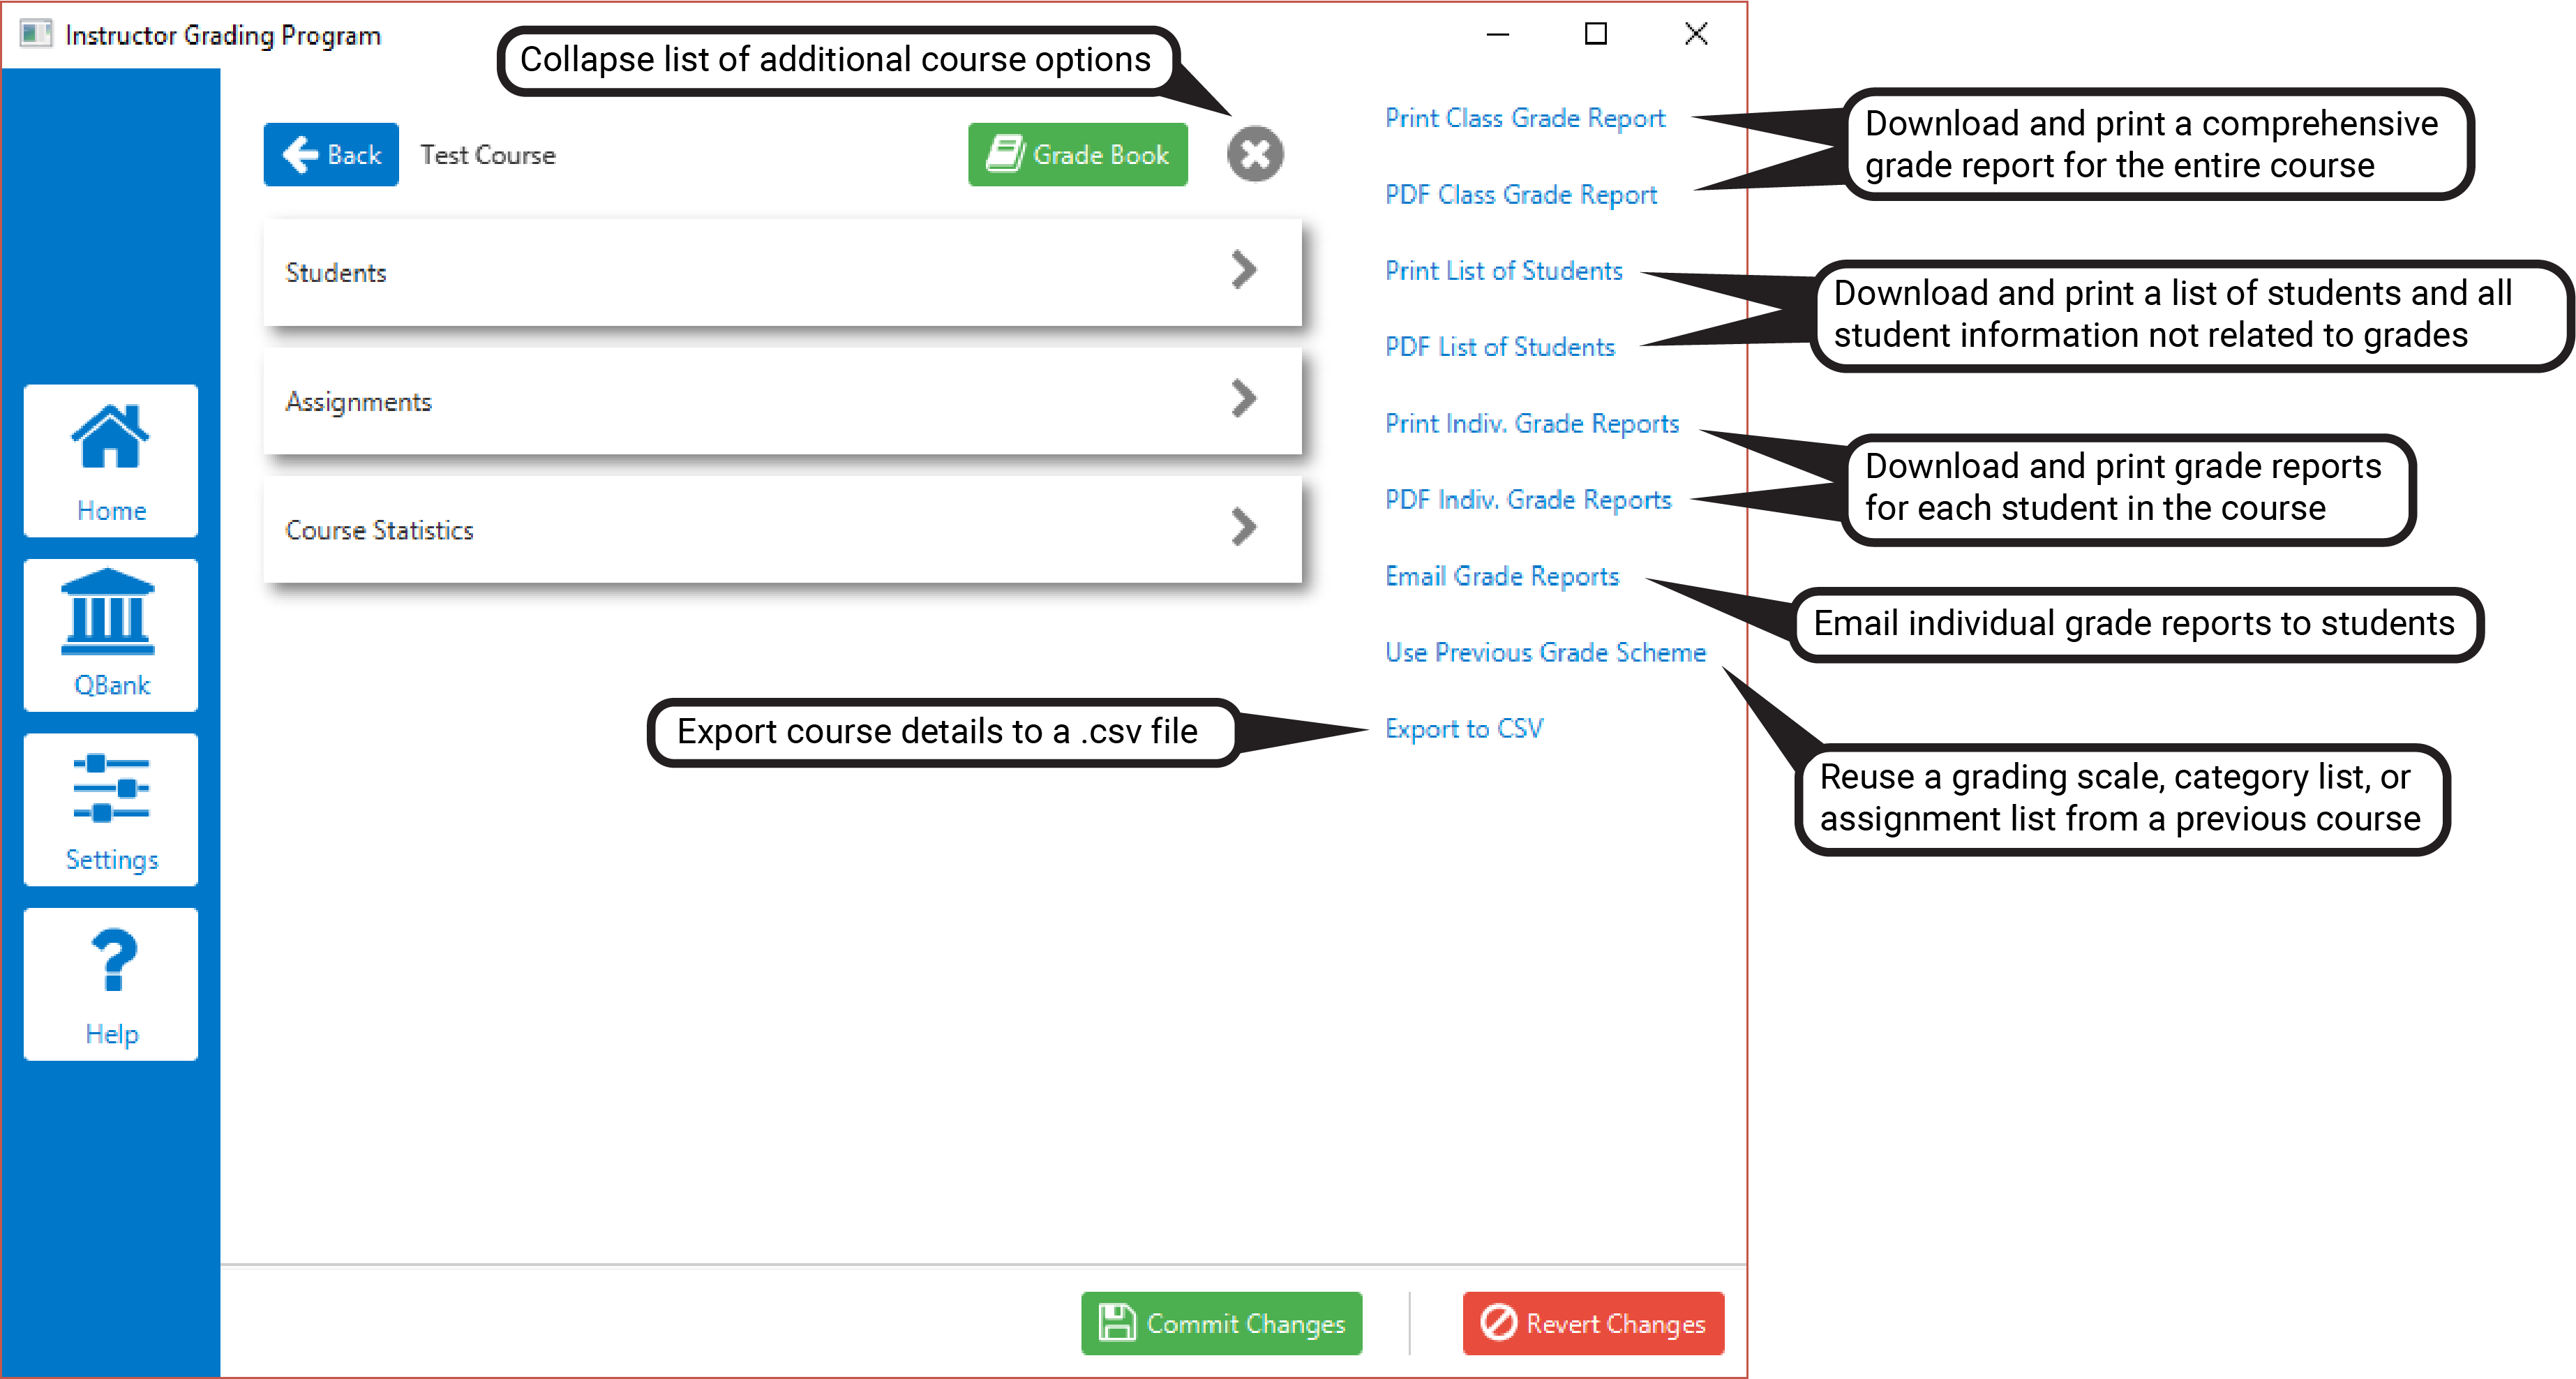 Instructor Grading Program
Collapse list of additional course options
Back
Test Course
Grade Book
Students
Assignments
Course Statistics
Home
QBank
Settings
Help
Print Class Grade Report
PDF Class Grade Report
Download and print a comprehensive
grade report for the entire course
Print List of Students
PDF List of Students
Download and print a list of students and all
student information not related to grades
Print Indiv. Grade Reports
PDF Indiv. Grade Reports
Download and print grade reports
for each student in the course
Email Grade Reports
Email individual grade reports to students
Use Previous Grade Scheme
Reuse a grading scale, category list, or
assignment list from a previous course
Export course details to a .csv file
Export to CSV
Commit Changes
Revert Changes